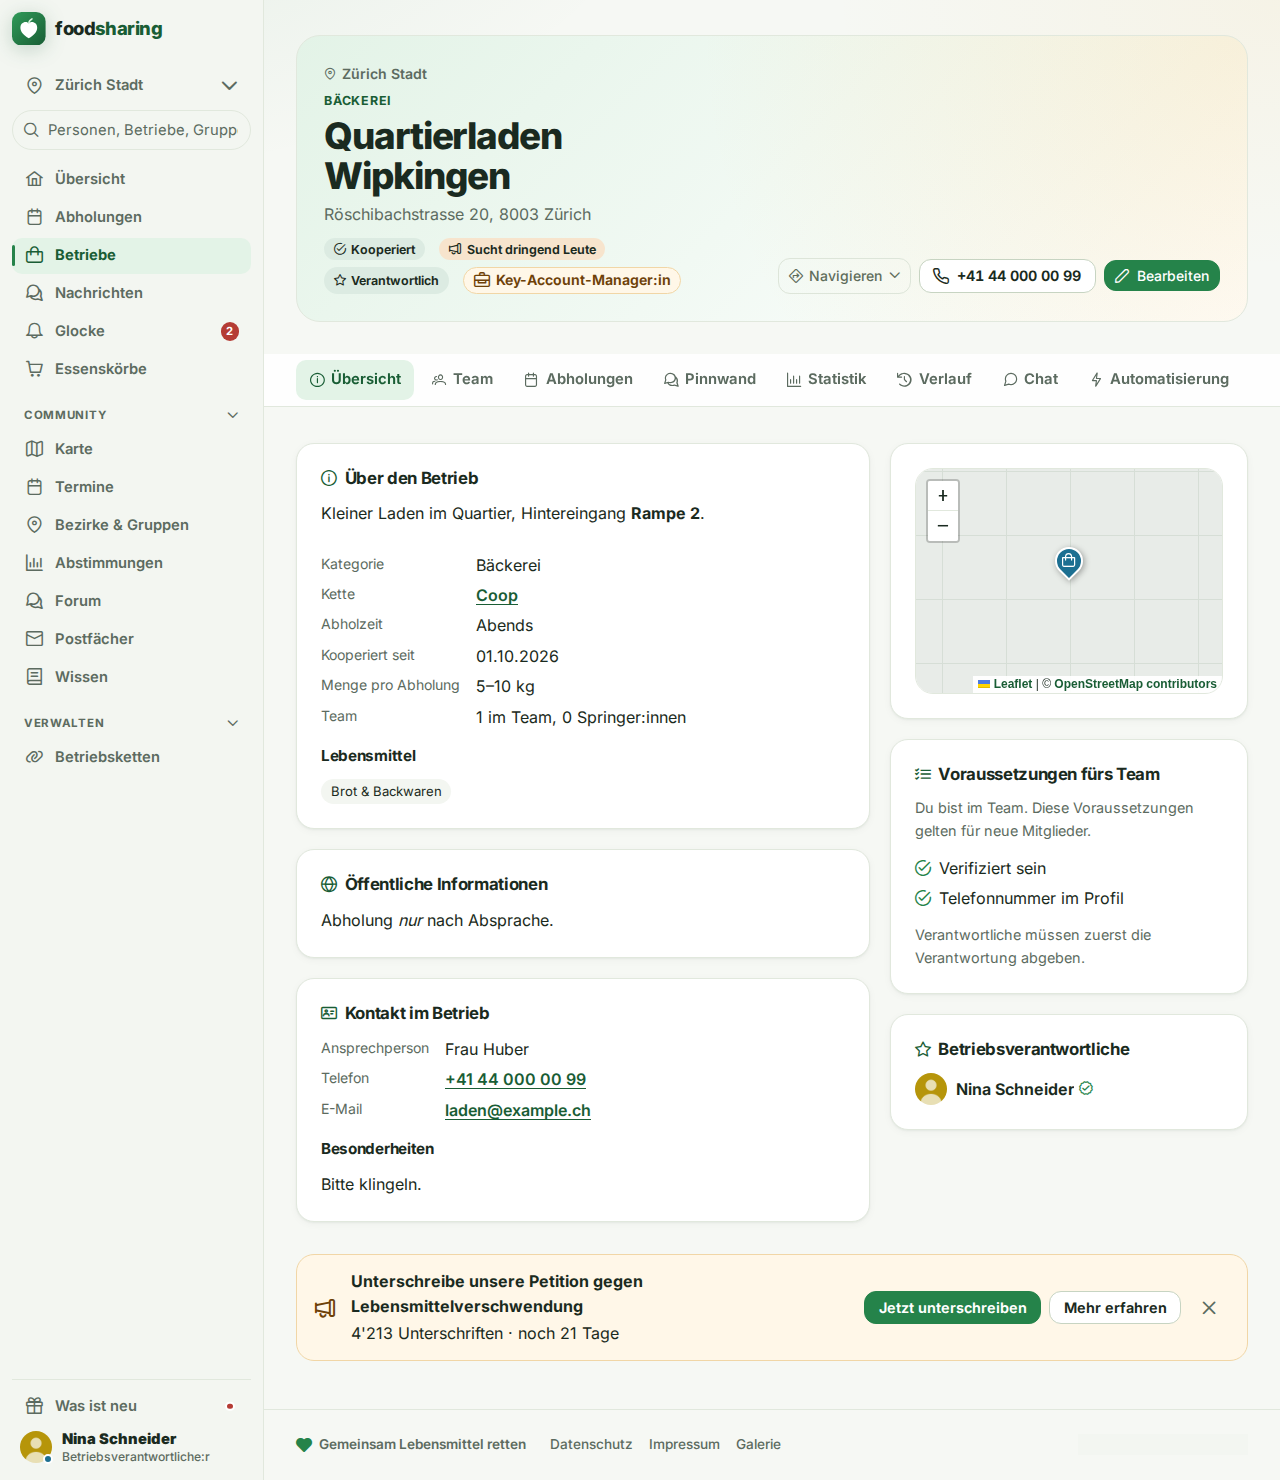 foodsharing
Zürich Stadt
Personen, Betriebe, Grupp
Übersicht
Abholungen
Betriebe
Nachrichten
Glocke 2
Essenskörbe
COMMUNITY
Karte
Termine
Bezirke & Gruppen
Abstimmungen
Forum
Postfächer
Wissen
VERWALTEN
Betriebsketten
Was ist neu
Nina Schneider
Betriebsverantwortliche:r
Zürich Stadt
BÄCKEREI
Quartierladen
Wipkingen
Röschibachstrasse 20, 8003 Zürich
Kooperiert Sucht dringend Leute
Verantwortlich Key-Account-Manager:in
Navigieren +41 44 000 00 99 Bearbeiten
Übersicht Team Abholungen Pinnwand Statistik Verlauf Chat Automatisierung
Über den Betrieb
Kleiner Laden im Quartier, Hintereingang Rampe 2.
Kategorie Bäckerei
Kette Coop
Abholzeit Abends
Kooperiert seit 01.10.2026
Menge pro Abholung 5–10 kg
Team 1 im Team, 0 Springer:innen
Lebensmittel
Brot & Backwaren
Öffentliche Informationen
Abholung nur nach Absprache.
Kontakt im Betrieb
Ansprechperson Frau Huber
Telefon +41 44 000 00 99
E-Mail laden@example.ch
Besonderheiten
Bitte klingeln.
+
−
Leaflet | © OpenStreetMap contributors
Voraussetzungen fürs Team
Du bist im Team. Diese Voraussetzungen
gelten für neue Mitglieder.
Verifiziert sein
Telefonnummer im Profil
Verantwortliche müssen zuerst die
Verantwortung abgeben.
Betriebsverantwortliche
Nina Schneider
Unterschreibe unsere Petition gegen
Lebensmittelverschwendung
4'213 Unterschriften · noch 21 Tage
Jetzt unterschreiben Mehr erfahren
Gemeinsam Lebensmittel retten Datenschutz Impressum Galerie